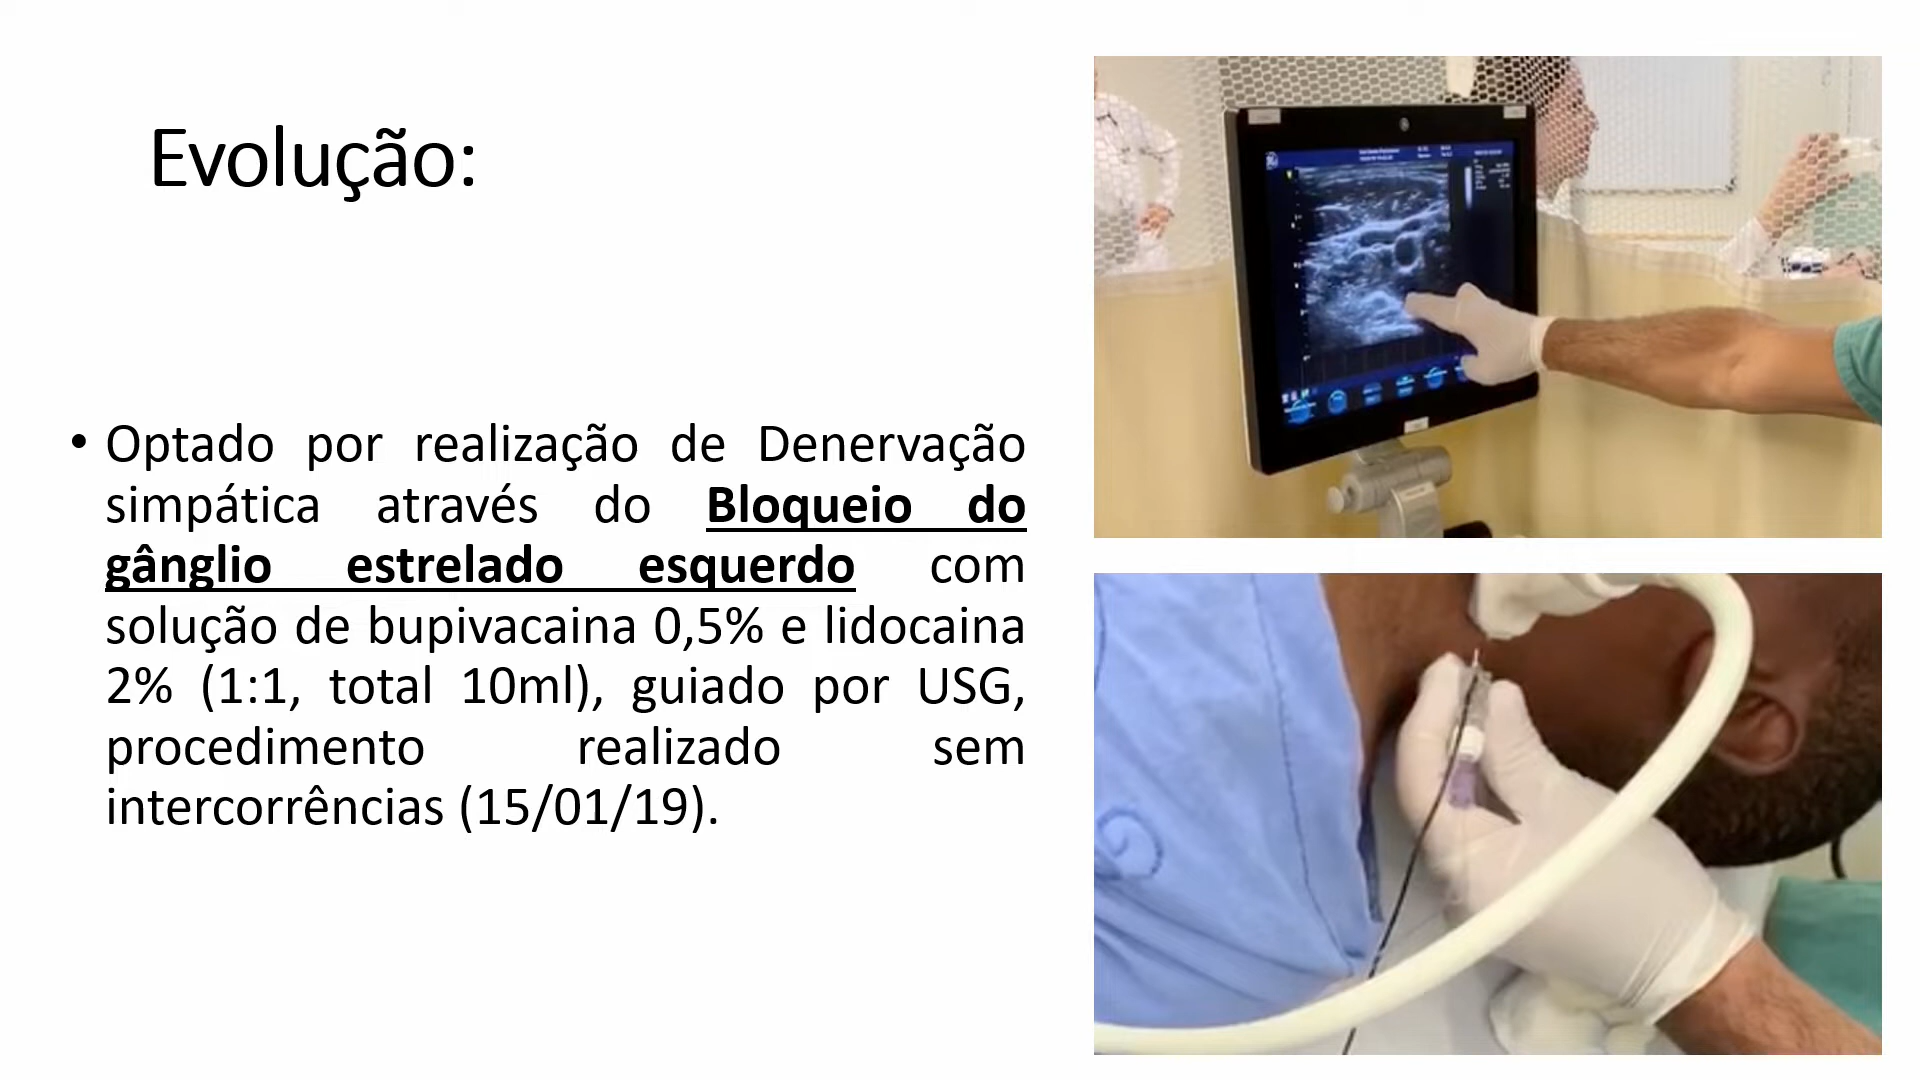 Evolução:
• Optado por realização de Denervação
simpática através do Bloqueio do
gânglio estrelado esquerdo com
solução de bupivacaina 0,5% e lidocaina
2% (1:1, total 10ml), guiado por USG,
procedimento realizado sem
intercorrências (15/01/19).